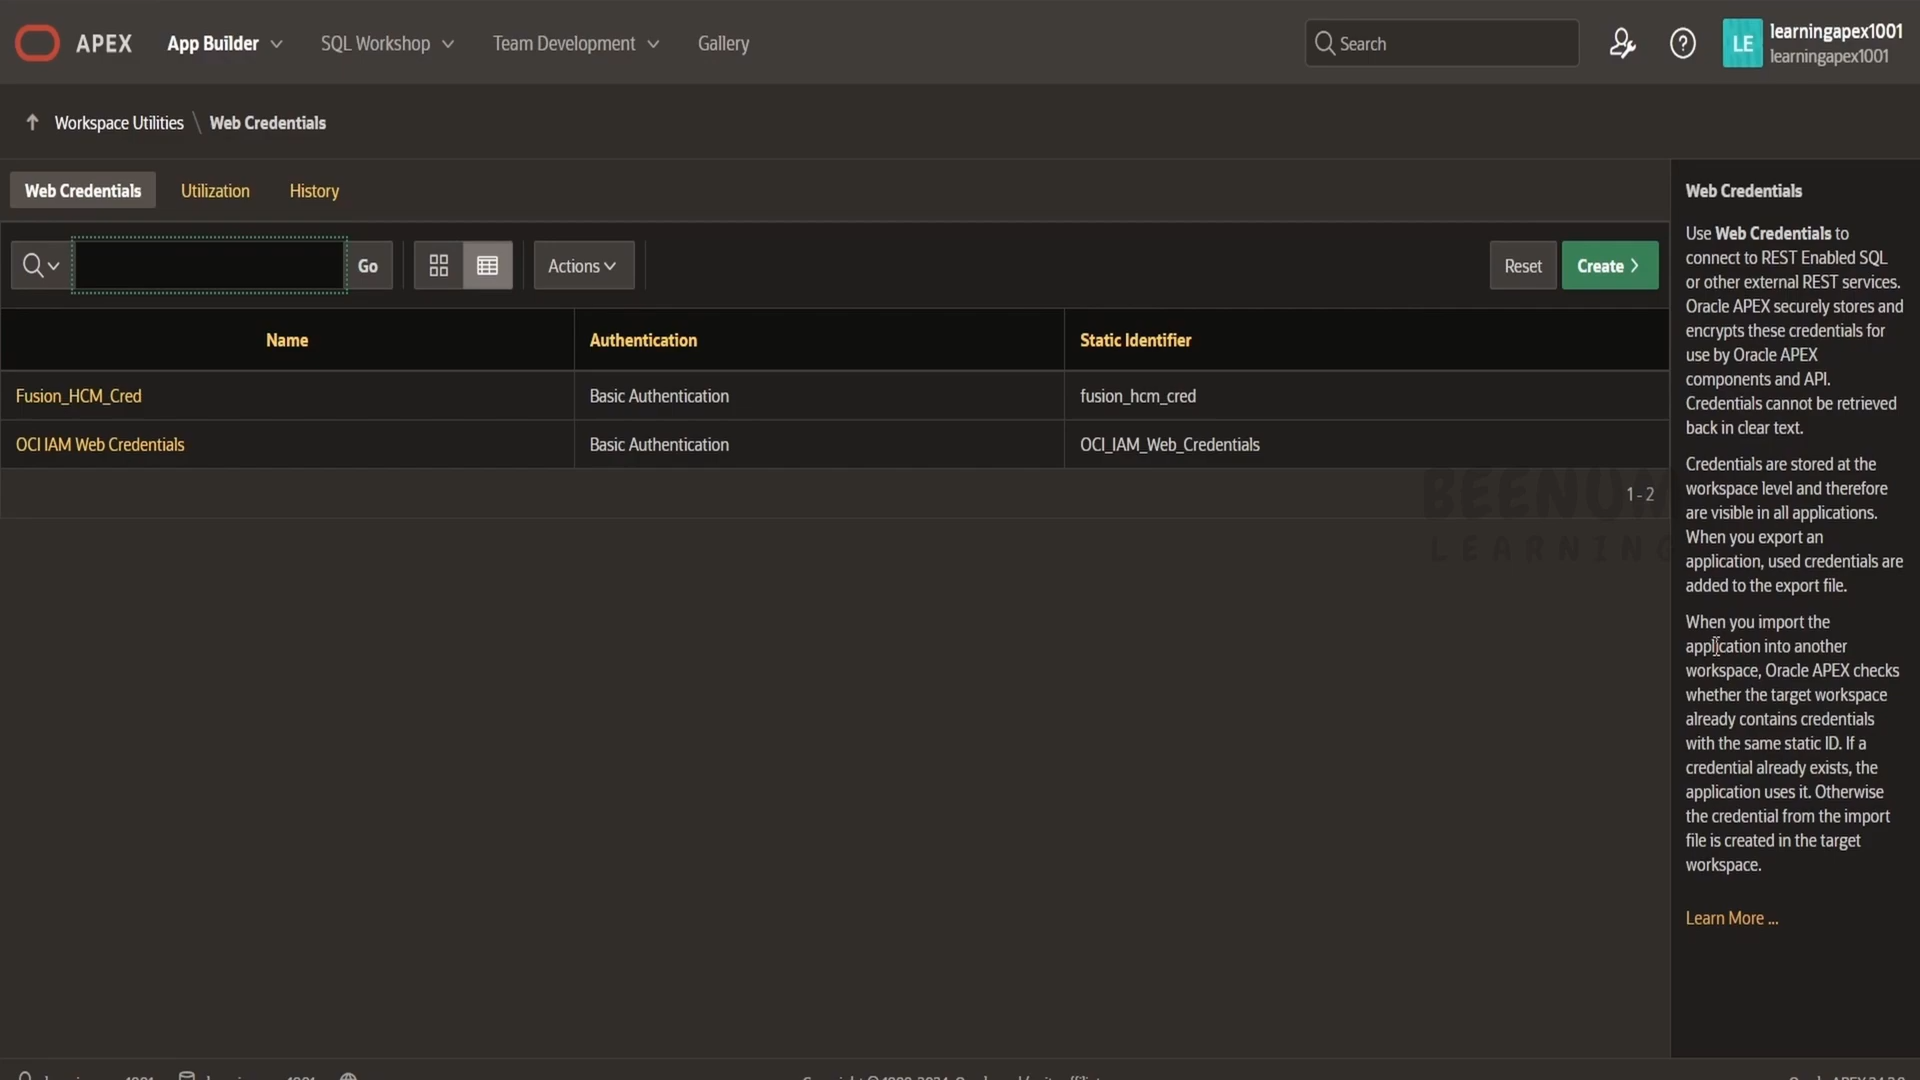 APEX App Builder SQL Workshop Team Development Gallery Search learningapex1001
LE learningapex1001
Workspace Utilities \ Web Credentials
Web Credentials Utilization History
Go Actions Reset Create
Name Authentication Static Identifier
Fusion_HCM_Cred Basic Authentication fusion_hcm_cred
OCI IAM Web Credentials Basic Authentication OCI_IAM_Web_Credentials
1 - 2
LEARNING
Web Credentials
Use Web Credentials to
connect to REST Enabled SQL
or other external REST services.
Oracle APEX securely stores and
encrypts these credentials for
use by Oracle APEX
components and API.
Credentials cannot be retrieved
back in clear text.
Credentials are stored at the
workspace level and therefore
are visible in all applications.
When you export an
application, used credentials are
added to the export file.
When you import the
application into another
workspace, Oracle APEX checks
whether the target workspace
already contains credentials
with the same static ID. If a
credential already exists, the
application uses it. Otherwise
the credential from the import
file is created in the target
workspace.
Learn More ...